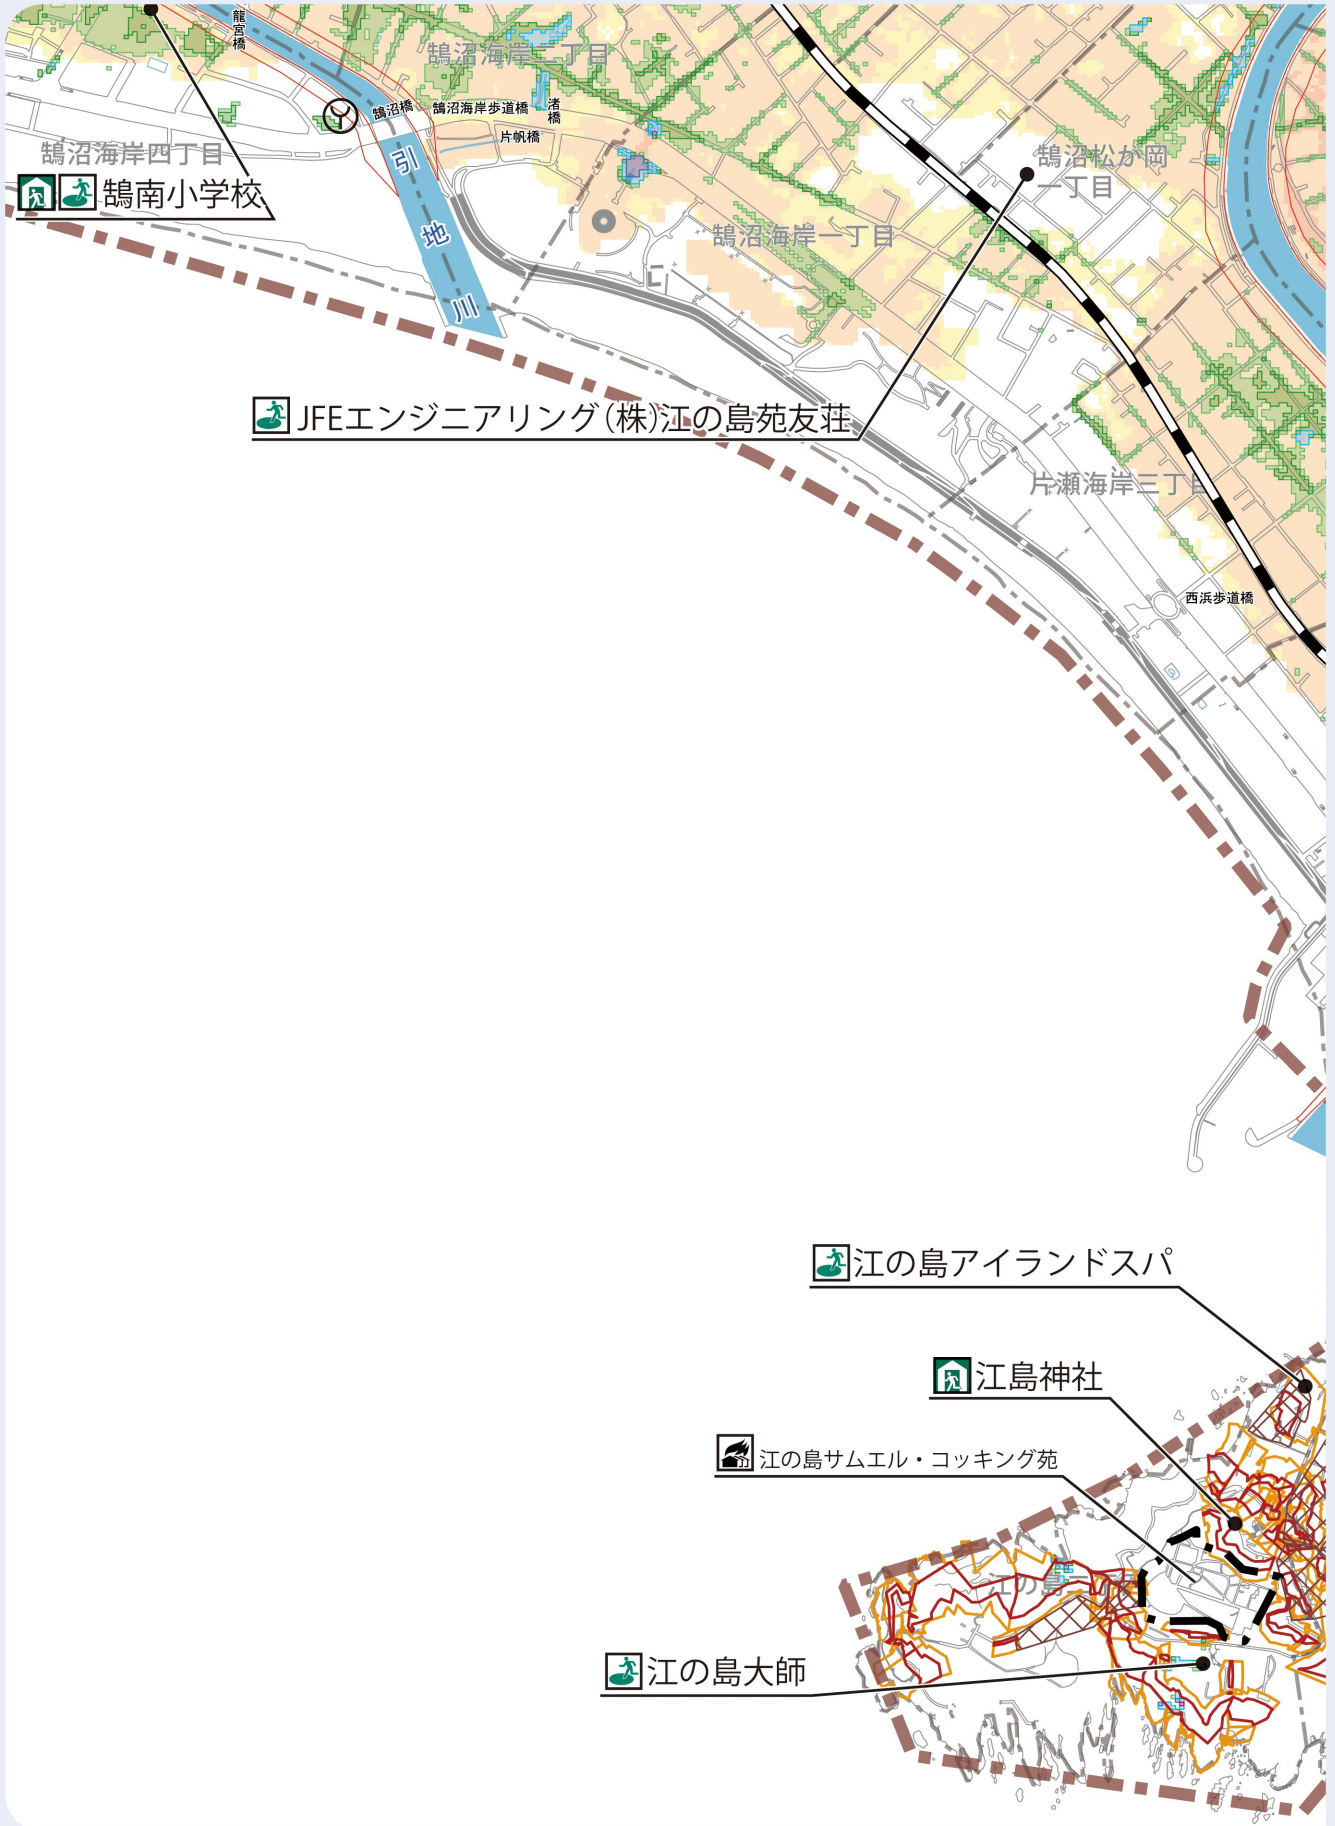 龍宮橋
鵠沼海岸二丁目
鵠沼橋
鵠沼海岸歩道橋
渚橋
片帆橋
鵠沼海岸四丁目
引地川
鵠南小学校
鵠沼松が岡
一丁目
鵠沼海岸一丁目
JFEエンジニアリング(株)江の島苑友荘
片瀬海岸三丁目
西浜歩道橋
江の島アイランドスパ
江島神社
江の島サムエル・コッキング苑
江の島二丁目
江の島大師